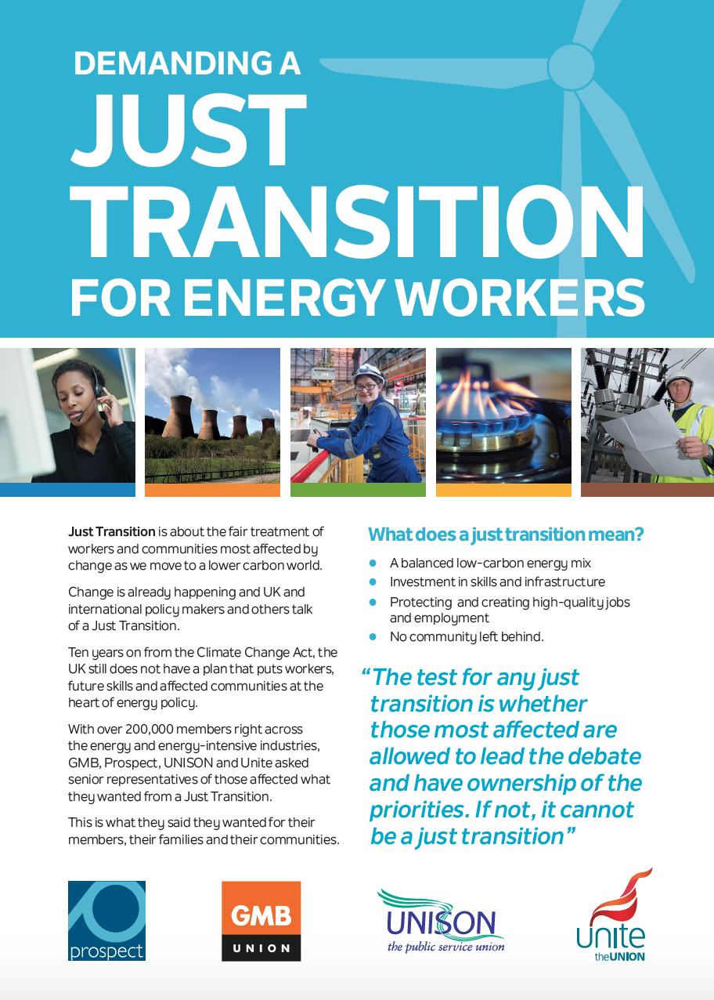 DEMANDING A
JUST
TRANSITION
FOR ENERGY WORKERS
Just Transition is about the fair treatment of
workers and communities most affected by
change as we move to a lower carbon world.
Change is already happening and UK and
international policy makers and others talk
of a Just Transition.
Ten years on from the Climate Change Act, the
UK still does not have a plan that puts workers,
future skills and affected communities at the
heart of energy policy.
With over 200,000 members right across
the energy and energy-intensive industries,
GMB, Prospect, UNISON and Unite asked
senior representatives of those affected what
they wanted from a Just Transition.
This is what they said they wanted for their
members, their families and their communities.
What does a just transition mean?
● A balanced low-carbon energy mix
● Investment in skills and infrastructure
● Protecting and creating high-quality jobs
and employment
● No community left behind.
“The test for any just
transition is whether
those most affected are
allowed to lead the debate
and have ownership of the
priorities. If not, it cannot
be a just transition”
prospect
GMB
UNION
UNISON
the public service union
unite
theUNION